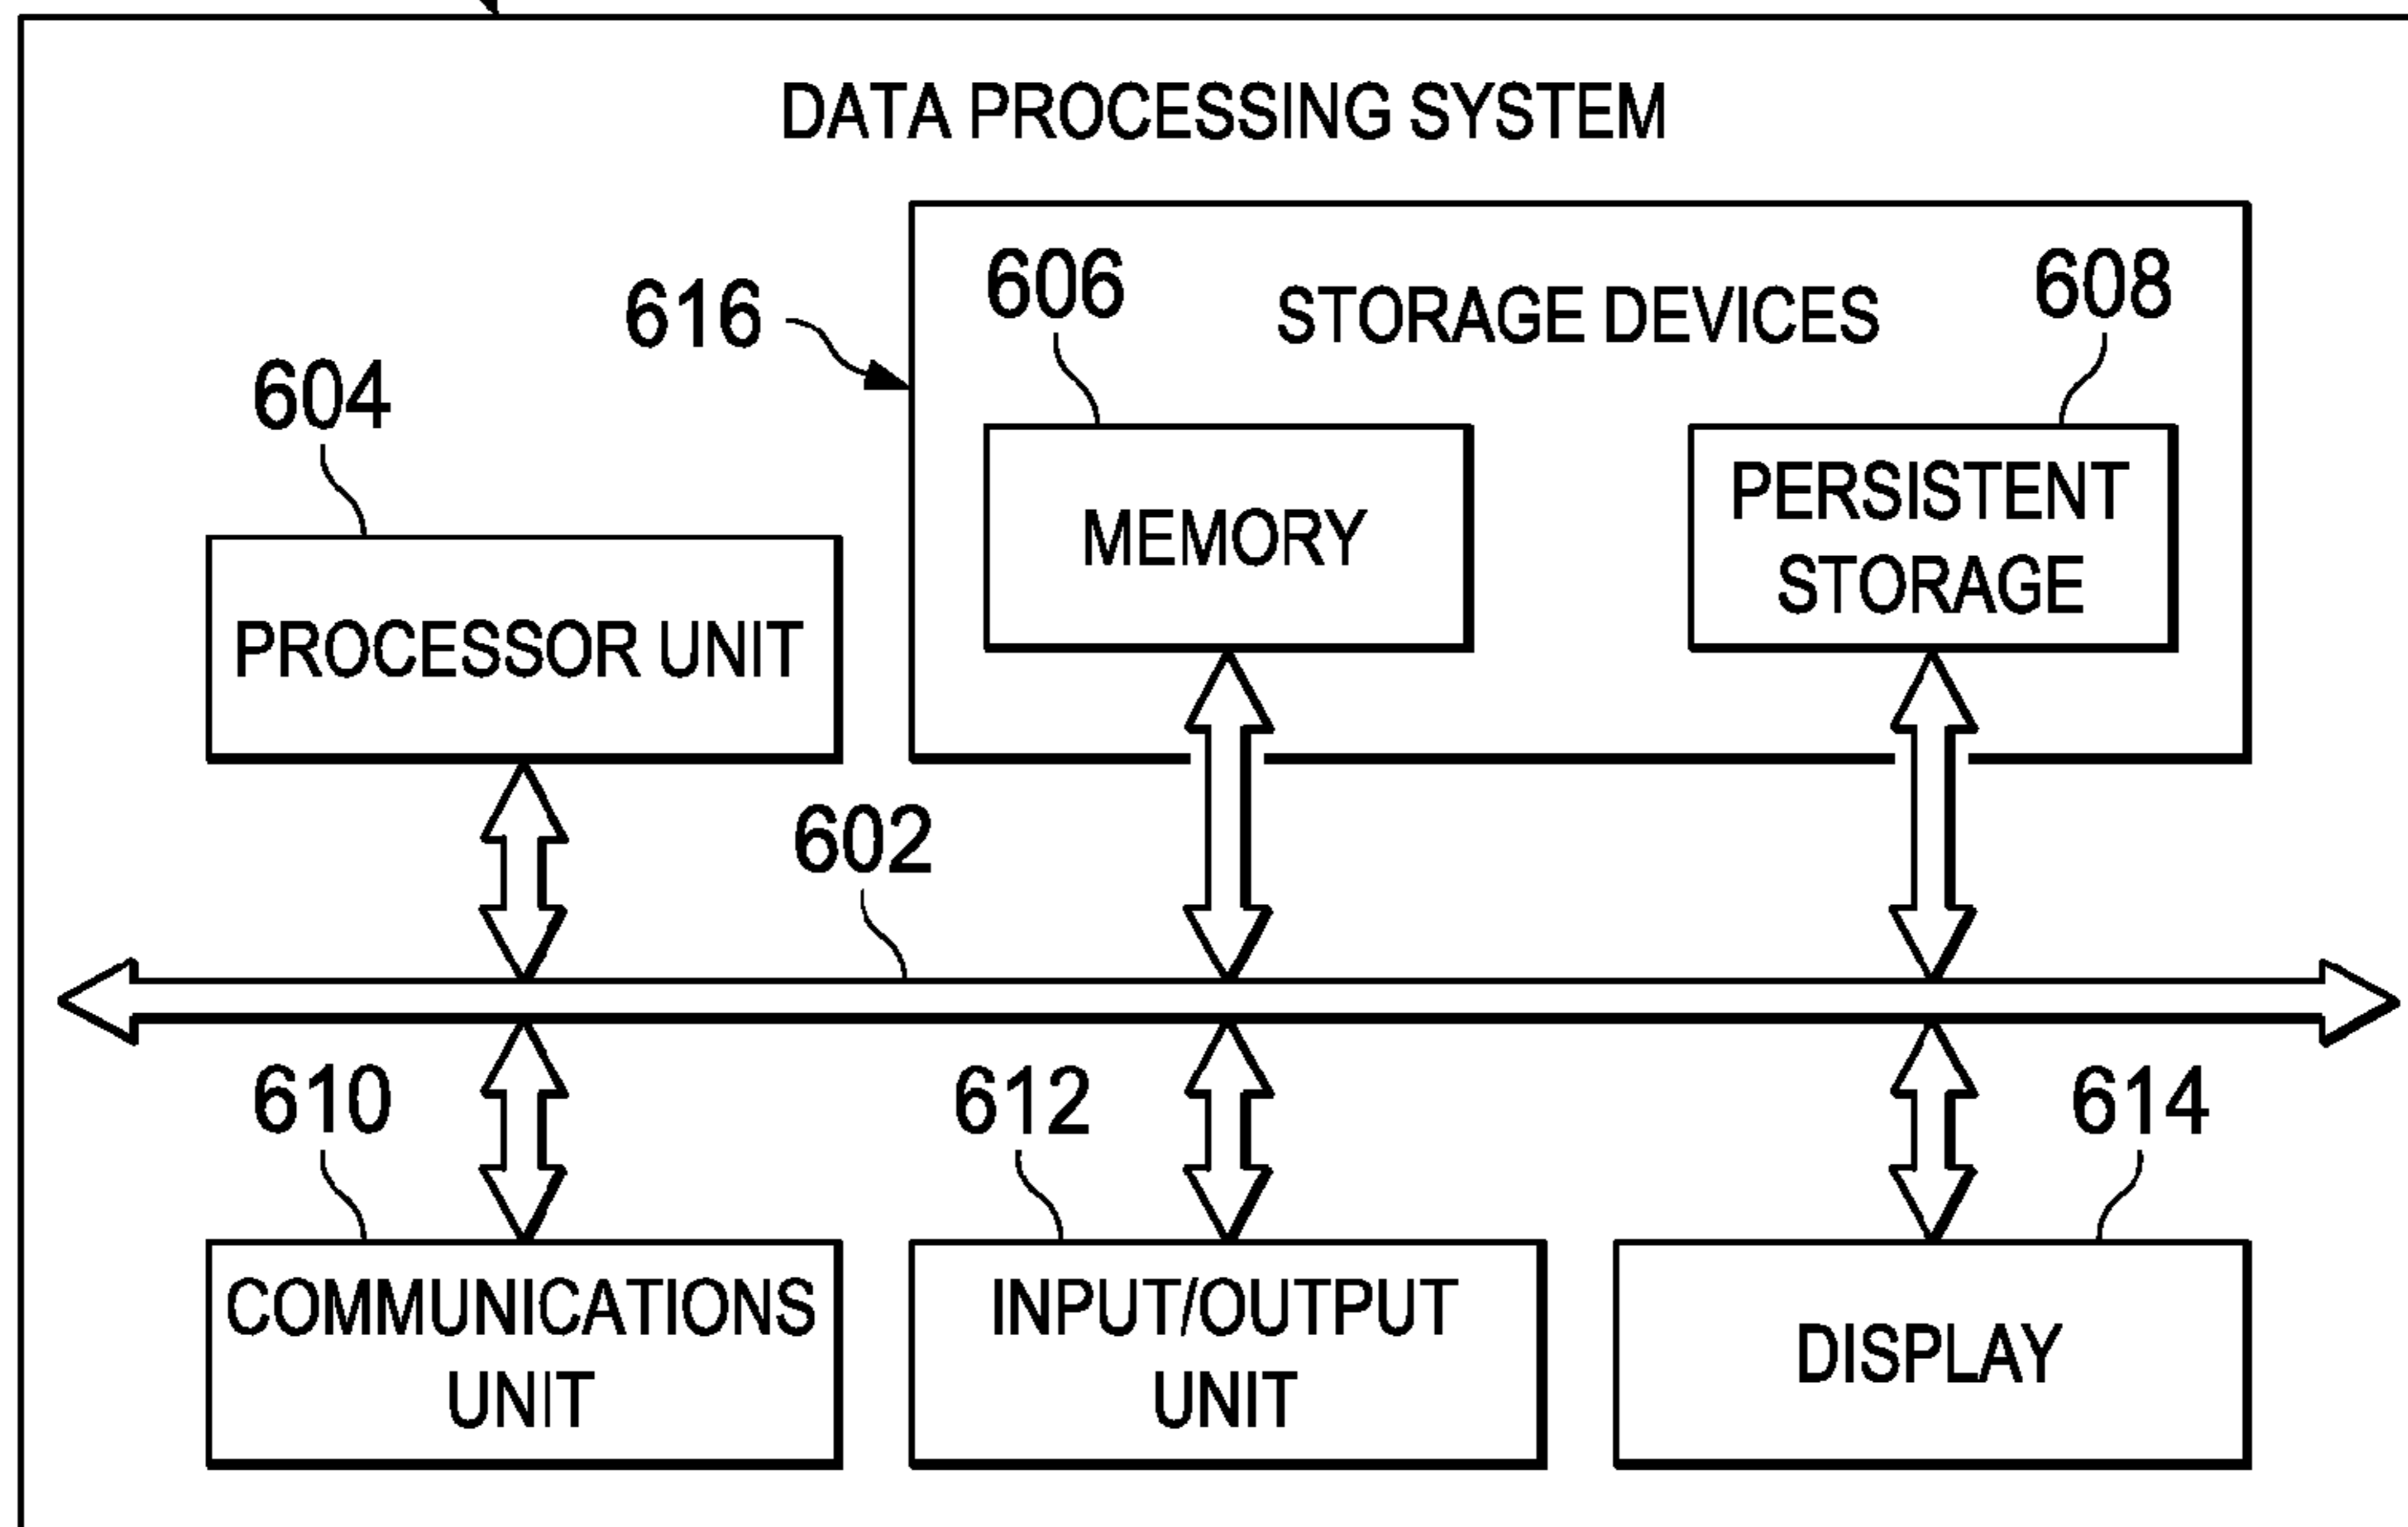 DATA PROCESSING SYSTEM
616
606
STORAGE DEVICES
608
604
MEMORY
PERSISTENT
STORAGE
PROCESSOR UNIT
602
610
612
614
COMMUNICATIONS
UNIT
INPUT/OUTPUT
UNIT
DISPLAY